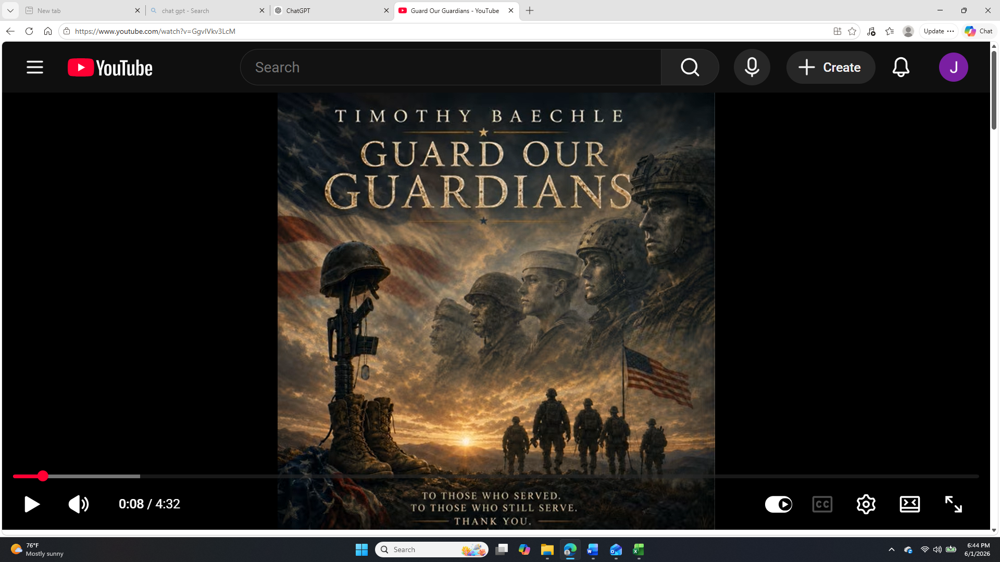 New tab
chat gpt - Search
ChatGPT
Guard Our Guardians - YouTube
https://www.youtube.com/watch?v=GgvlVkv3LcM
Update
Chat
YouTube
Search
Create
J
TIMOTHY BAECHLE
GUARD OUR
GUARDIANS
TO THOSE WHO SERVED.
TO THOSE WHO STILL SERVE.
THANK YOU.
0:08 / 4:32
CC
76°F
Mostly sunny
Search
6:44 PM
6/1/2026